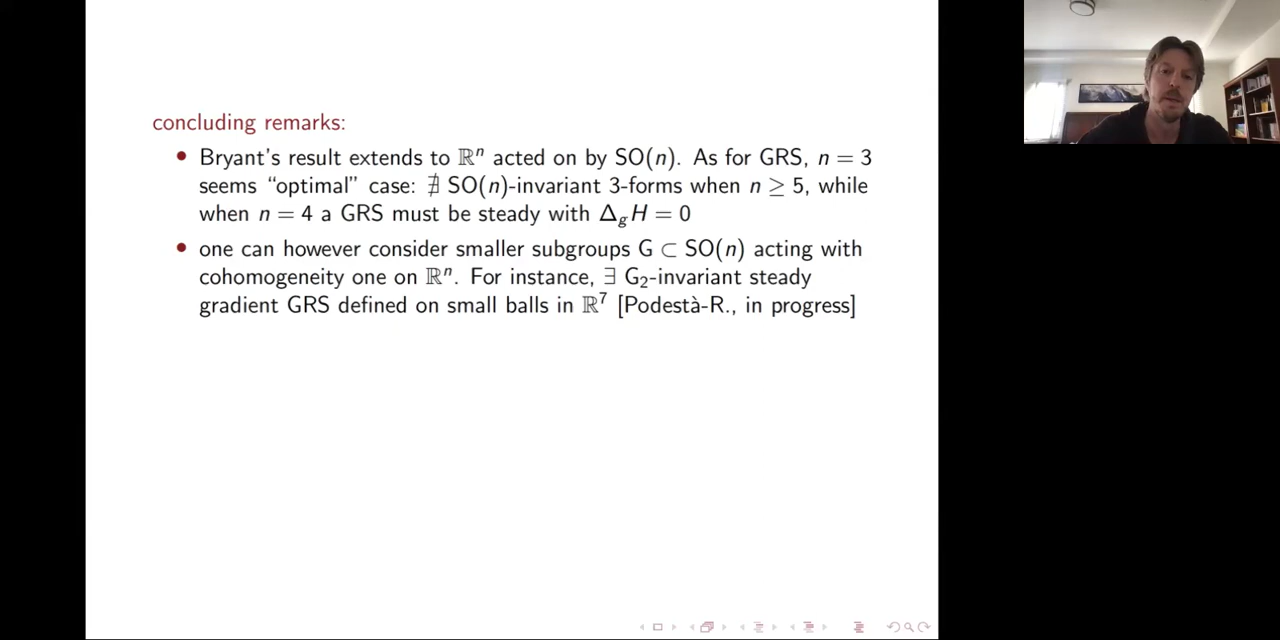 concluding remarks:
• Bryant's result extends to ℝⁿ acted on by SO(n). As for GRS, n = 3
seems "optimal" case: ∄ SO(n)-invariant 3-forms when n ≥ 5, while
when n = 4 a GRS must be steady with Δ_g H = 0
• one can however consider smaller subgroups G ⊂ SO(n) acting with
cohomogeneity one on ℝⁿ. For instance, ∃ G₂-invariant steady
gradient GRS defined on small balls in ℝ⁷ [Podestà-R., in progress]